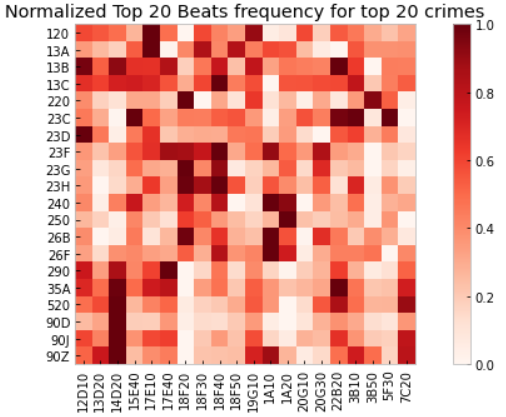 Normalized Top 20 Beats frequency for top 20 crimes
120
13A
13B
13C
220
23C
23D
23F
23G
23H
240
250
26B
26F
290
35A
520
90D
90J
90Z
12D10
13D20
14D20
15E40
17E10
17E40
18F20
18F30
18F40
18F50
19G10
1A10
1A20
20G10
20G30
22B20
3B10
3B50
5F30
7C20
1.0
0.8
0.6
0.4
0.2
0.0